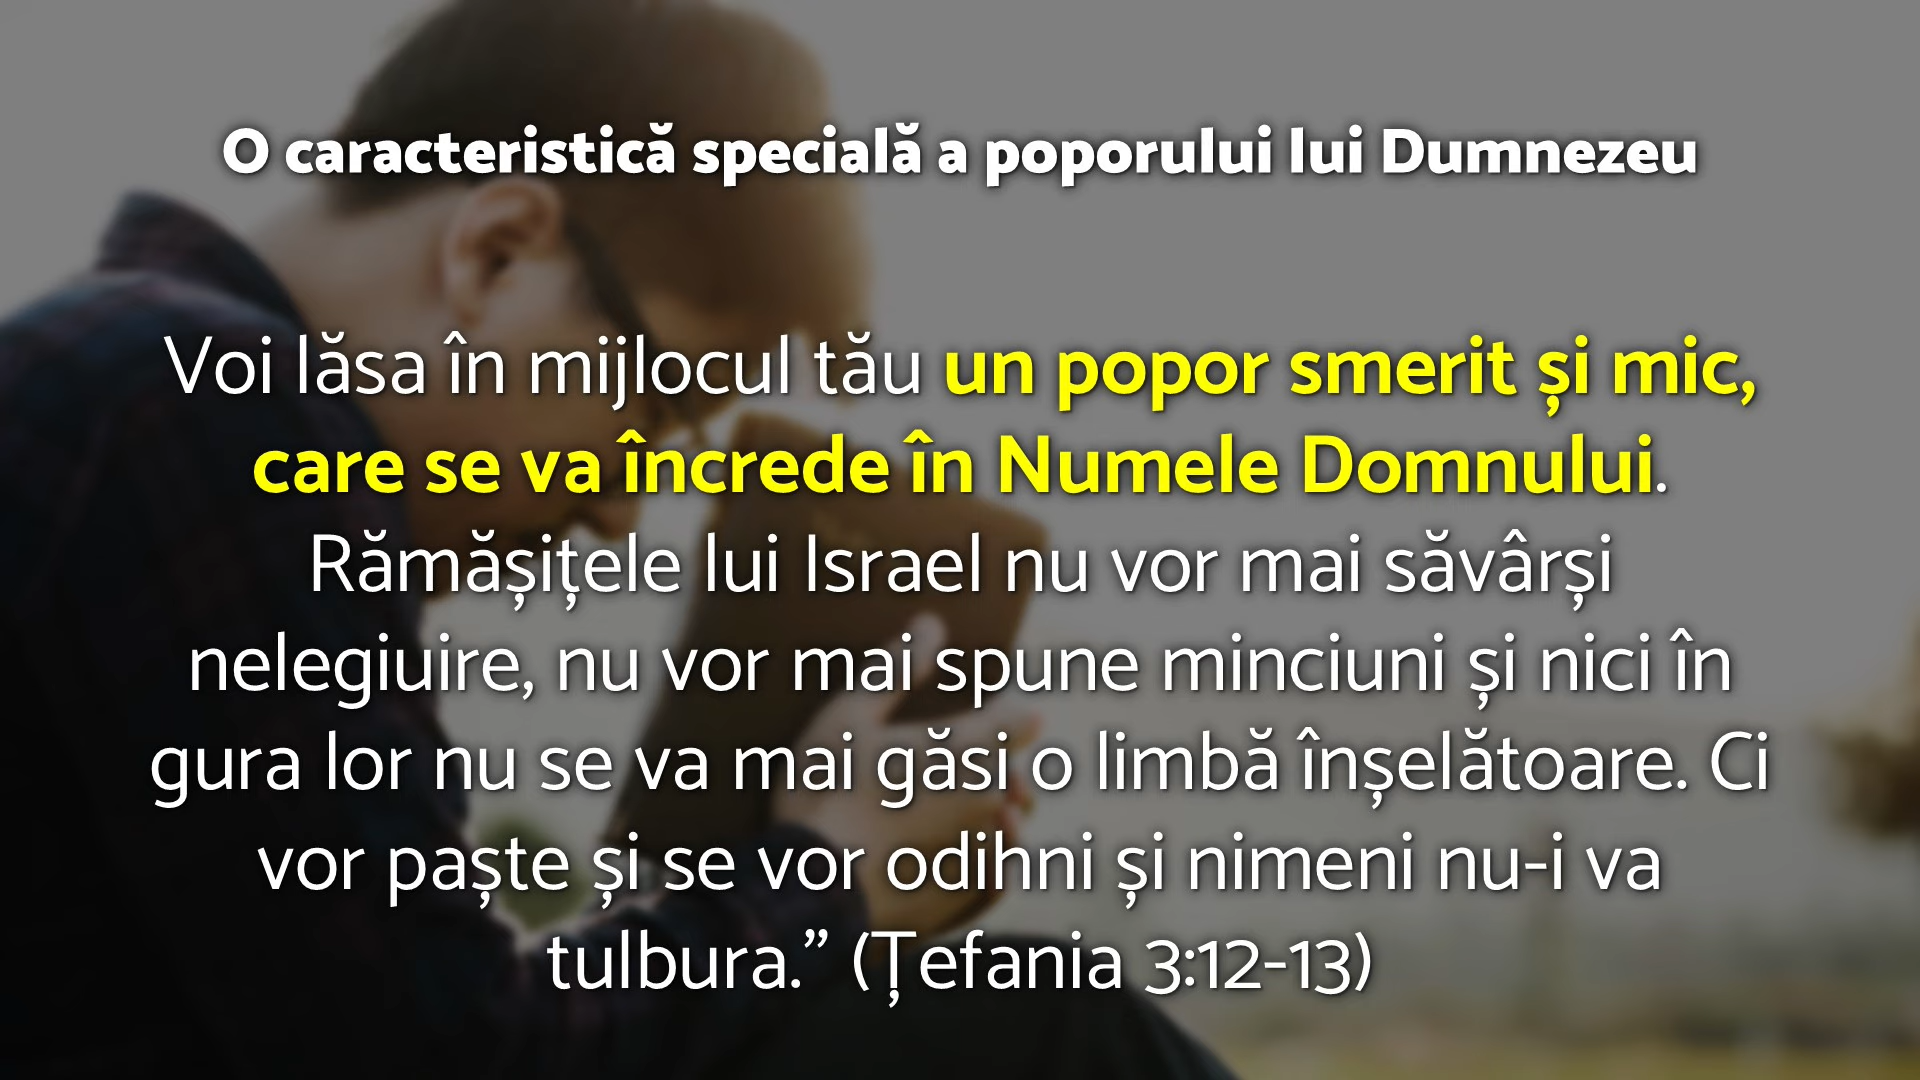 O caracteristică specială a poporului lui Dumnezeu
Voi lăsa în mijlocul tău un popor smerit și mic,
care se va încrede în Numele Domnului.
Rămășițele lui Israel nu vor mai săvârși
nelegiuire, nu vor mai spune minciuni și nici în
gura lor nu se va mai găsi o limbă înșelătoare. Ci
vor paște și se vor odihni și nimeni nu-i va
tulbura.” (Țefania 3:12-13)